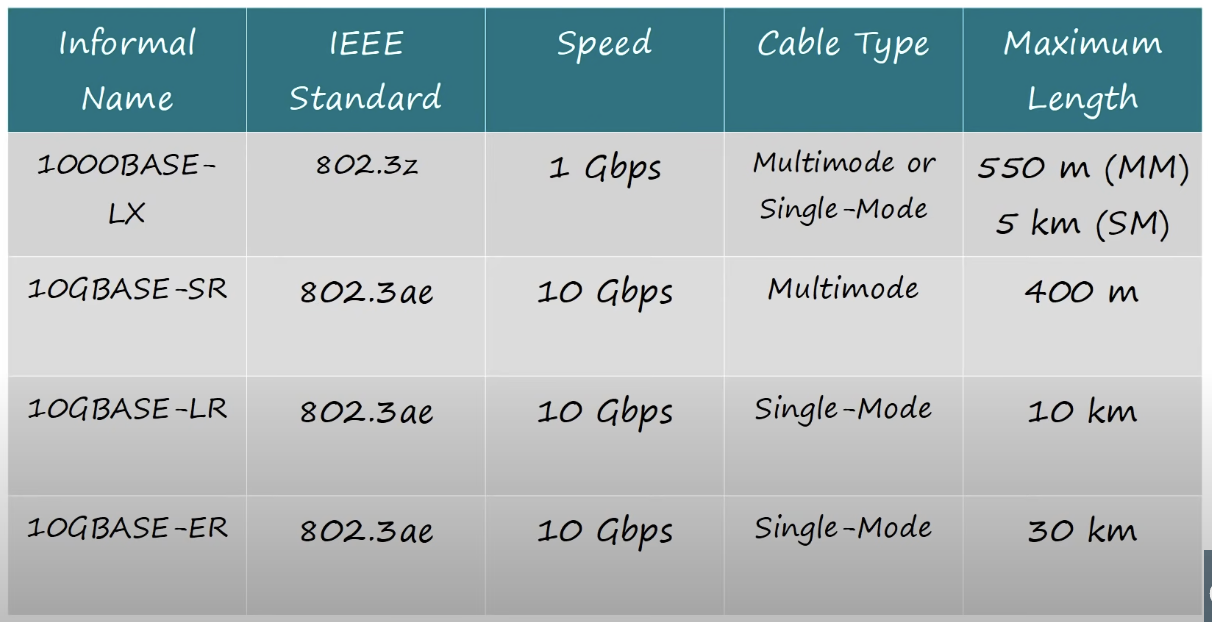 Informal Name
IEEE Standard
Speed
Cable Type
Maximum Length
1000BASE-LX
802.3z
1 Gbps
Multimode or Single-Mode
550 m (MM)
5 km (SM)
10GBASE-SR
802.3ae
10 Gbps
Multimode
400 m
10GBASE-LR
802.3ae
10 Gbps
Single-Mode
10 km
10GBASE-ER
802.3ae
10 Gbps
Single-Mode
30 km